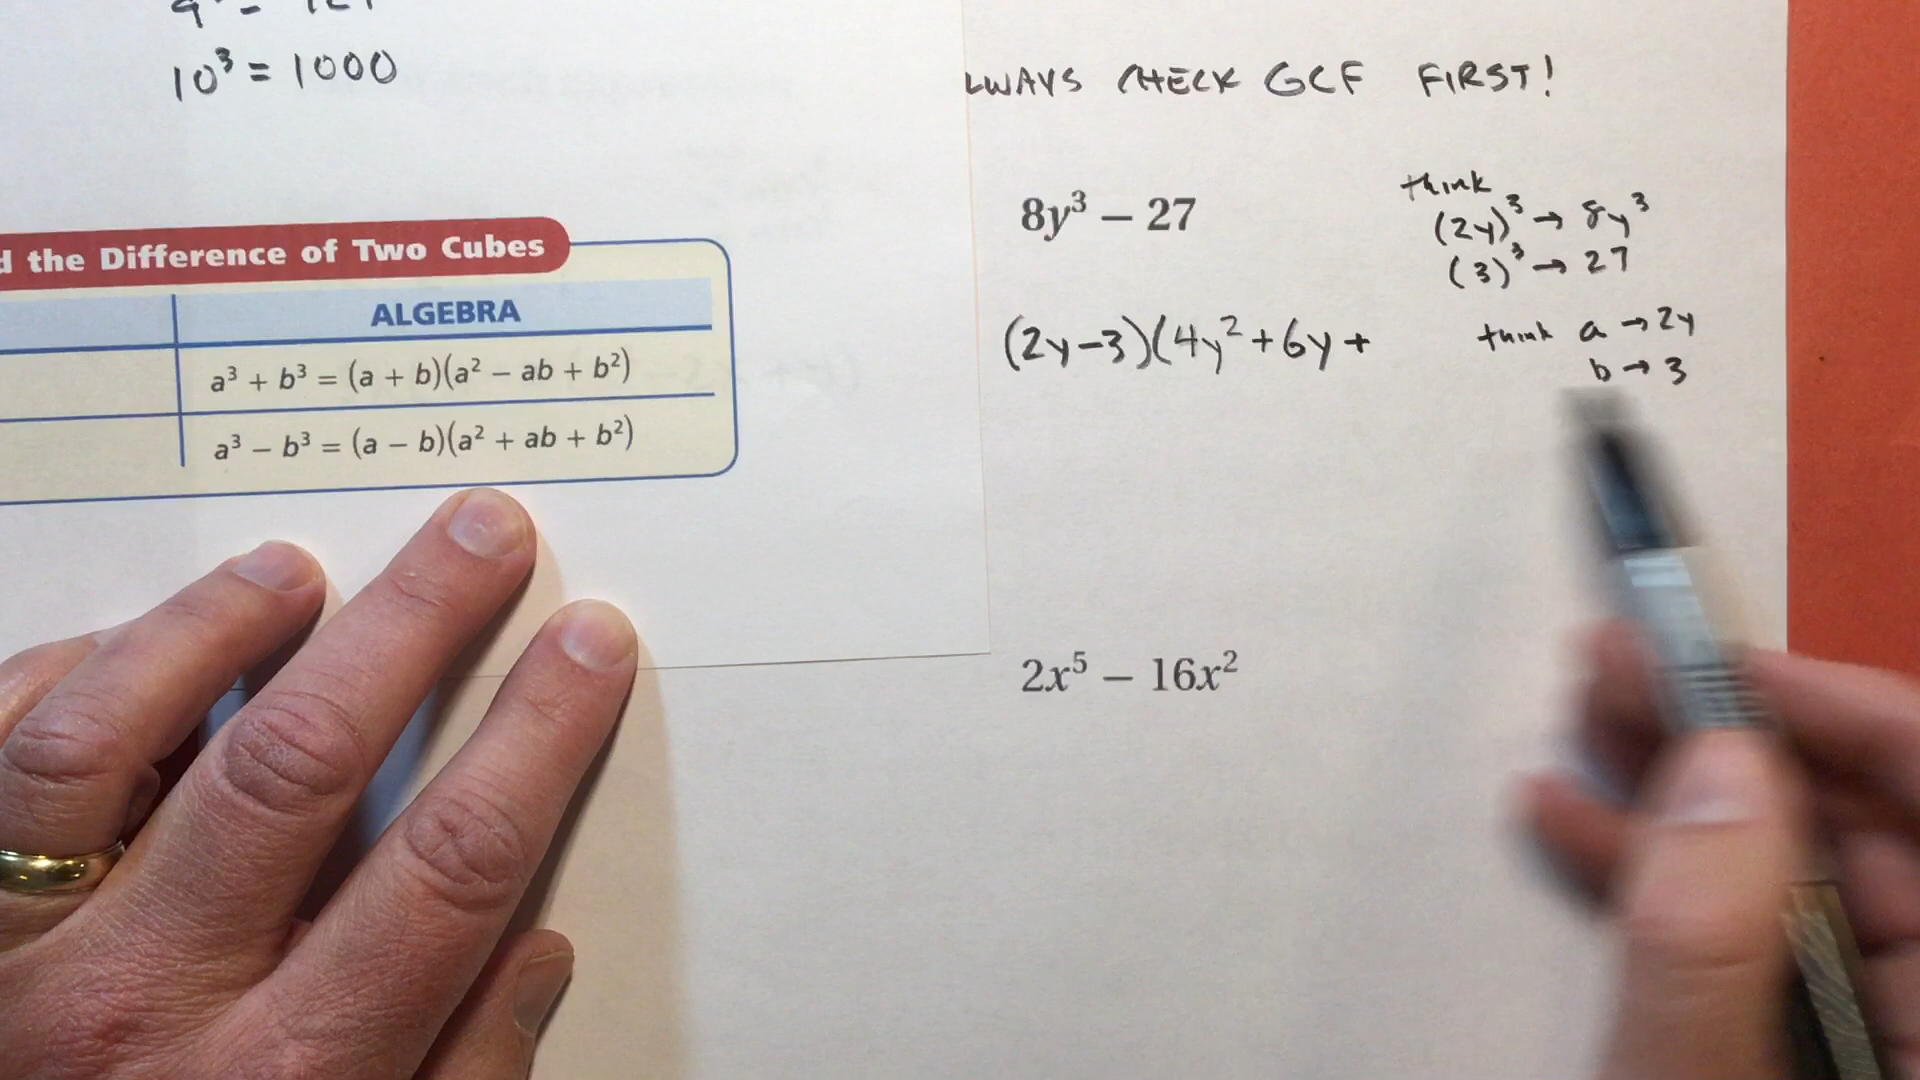 10³ = 1000
the Difference of Two Cubes
ALGEBRA
a³ + b³ = (a + b)(a² − ab + b²)
a³ − b³ = (a − b)(a² + ab + b²)
LWAYS CHECK GCF FIRST!
8y³ − 27
think
(2y)³ → 8y³
(3)³ → 27
(2y−3)(4y²+6y+
think a → 2y
b → 3
2x⁵ − 16x²